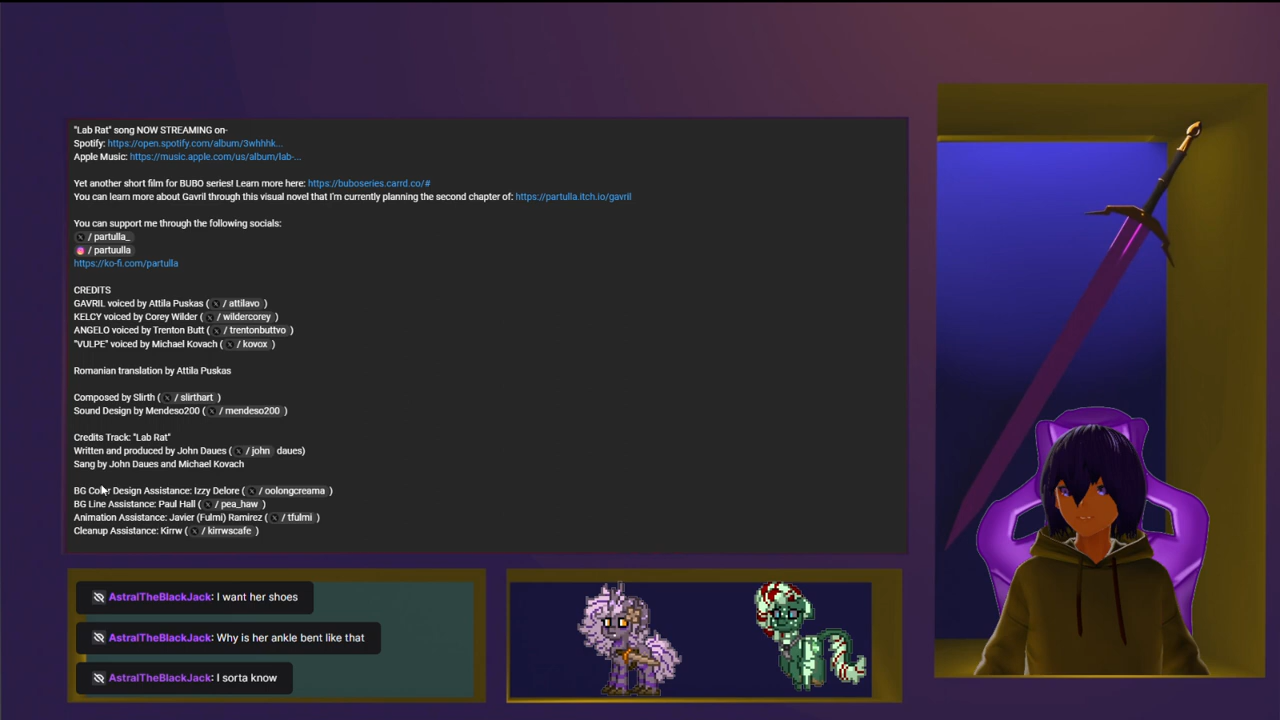 "Lab Rat" song NOW STREAMING on-
Spotify: https://open.spotify.com/album/3whhhk...
Apple Music: https://music.apple.com/us/album/lab-...
Yet another short film for BUBO series! Learn more here: https://buboseries.carrd.co/#
You can learn more about Gavril through this visual novel that I'm currently planning the second chapter of: https://partulla.itch.io/gavril
You can support me through the following socials:
/ partulla_
/ partuulla
https://ko-fi.com/partulla
CREDITS
GAVRIL voiced by Attila Puskas ( / attilavo )
KELCY voiced by Corey Wilder ( / wildercorey )
ANGELO voiced by Trenton Butt ( / trentonbuttvo )
"VULPE" voiced by Michael Kovach ( / kovox )
Romanian translation by Attila Puskas
Composed by Slirth ( / slirthart )
Sound Design by Mendeso200 ( / mendeso200 )
Credits Track: "Lab Rat"
Written and produced by John Daues ( / john daues)
Sang by John Daues and Michael Kovach
BG Color Design Assistance: Izzy Delore ( / oolongcreama )
BG Line Assistance: Paul Hall ( / pea_haw )
Animation Assistance: Javier (Fulmi) Ramirez ( / tfulmi )
Cleanup Assistance: Kirrw ( / kirrwscafe )
AstralTheBlackJack: I want her shoes
AstralTheBlackJack: Why is her ankle bent like that
AstralTheBlackJack: I sorta know